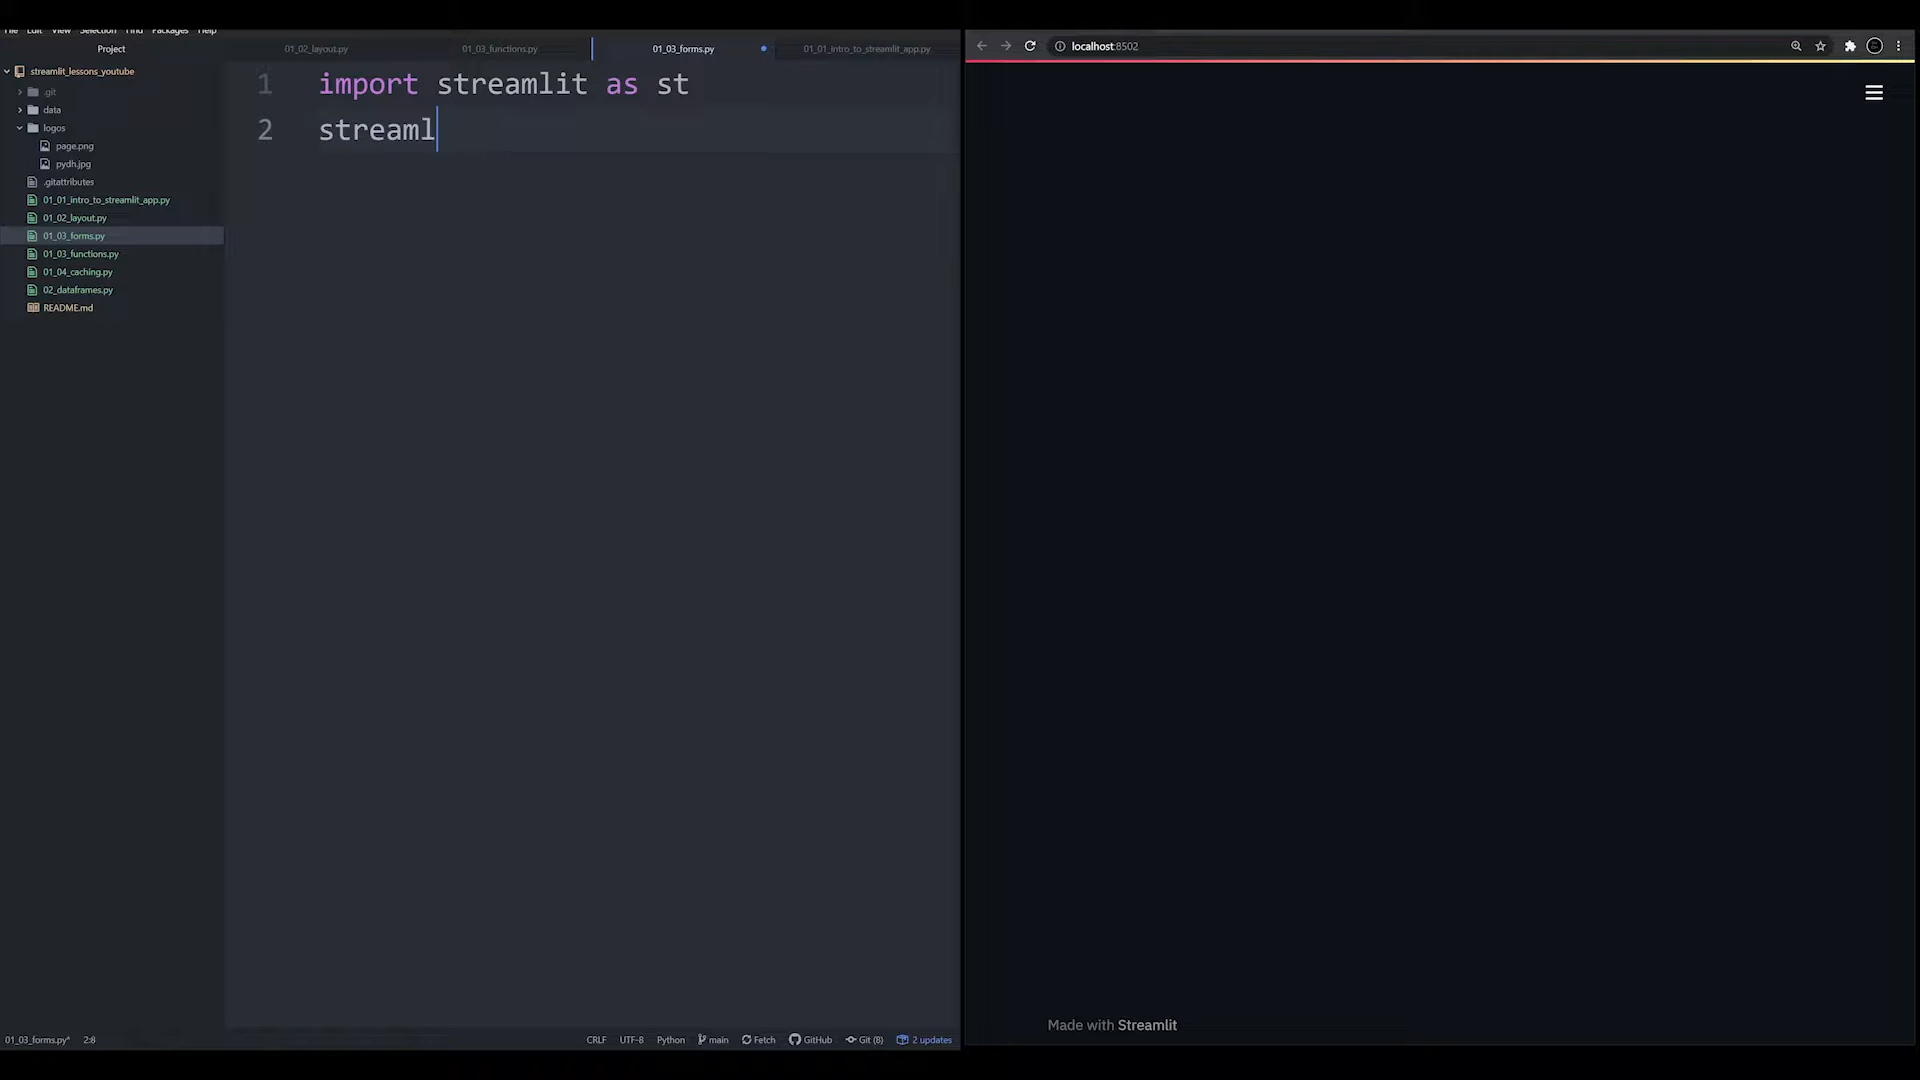 File Edit View Selection Find Packages Help
Project
streamlit_lessons_youtube
.git
data
logos
page.png
pydh.jpg
.gitattributes
01_01_intro_to_streamlit_app.py
01_02_layout.py
01_03_forms.py
01_03_functions.py
01_04_caching.py
02_dataframes.py
README.md
01_02_layout.py 01_03_functions.py 01_03_forms.py 01_01_intro_to_streamlit_app.py
1 import streamlit as st
2 streaml
01_03_forms.py* 2:8 CRLF UTF-8 Python main Fetch GitHub Git (8) 2 updates
localhost:8502
Made with Streamlit